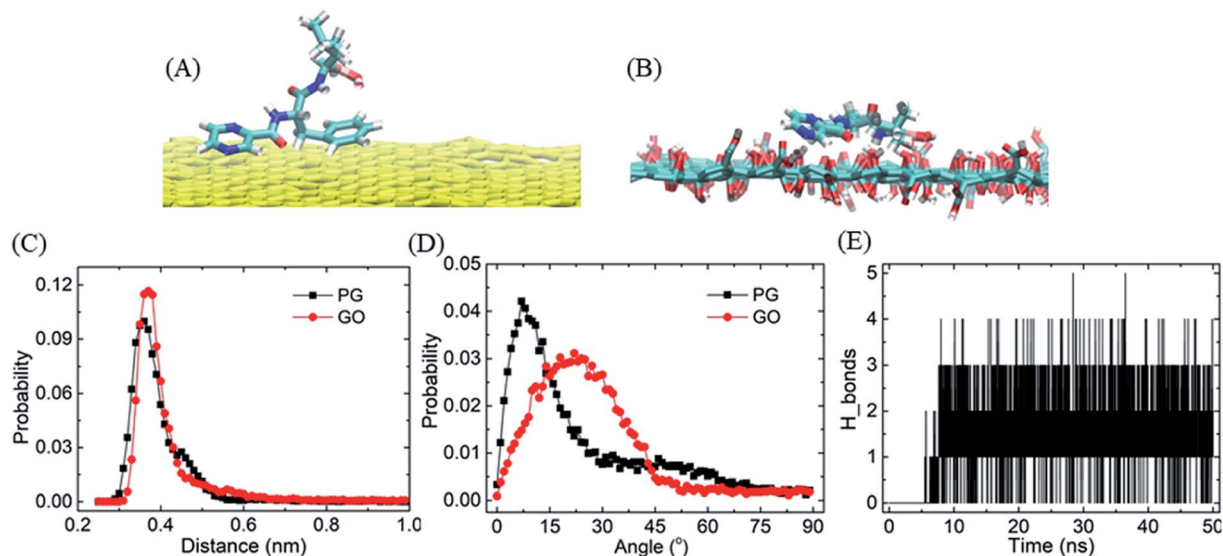 (A)
(B)
(C)
Probability
0.12
0.09
0.06
0.03
0.00
PG
GO
0.2
0.4
0.6
0.8
1.0
Distance (nm)
(D)
Probability
0.05
0.04
0.03
0.02
0.01
0.00
PG
GO
0
15
30
45
60
75
90
Angle (°)
(E)
H_bonds
5
4
3
2
1
0
0
10
20
30
40
50
Time (ns)